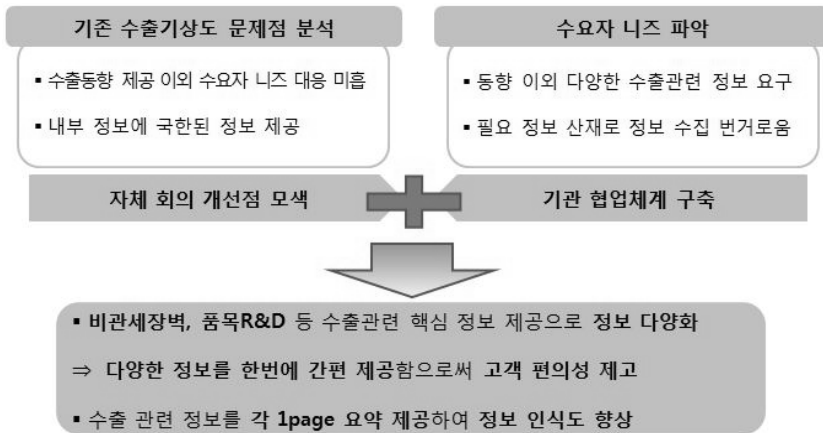 기존 수출기상도 문제점 분석
수요자 니즈 파악
▪ 수출동향 제공 이외 수요자 니즈 대응 미흡
▪ 내부 정보에 국한된 정보 제공
▪ 동향 이외 다양한 수출관련 정보 요구
▪ 필요 정보 산재로 정보 수집 번거로움
자체 회의 개선점 모색
기관 협업체계 구축
▪ 비관세장벽, 품목R&D 등 수출관련 핵심 정보 제공으로 정보 다양화
⇒ 다양한 정보를 한번에 간편 제공함으로써 고객 편의성 제고
▪ 수출 관련 정보를 각 1page 요약 제공하여 정보 인식도 향상